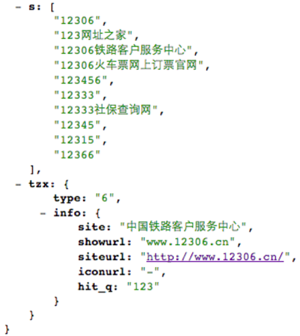 - s: [
"12306",
"123网址之家",
"12306铁路客户服务中心",
"12306火车票网上订票官网",
"123456",
"12333",
"12333社保查询网",
"12345",
"12315",
"12366"
],
- tzx: {
type: "6",
- info: {
site: "中国铁路客户服务中心",
showurl: "www.12306.cn",
siteurl: "http://www.12306.cn/",
iconurl: "-",
hit_q: "123"
}
}
}